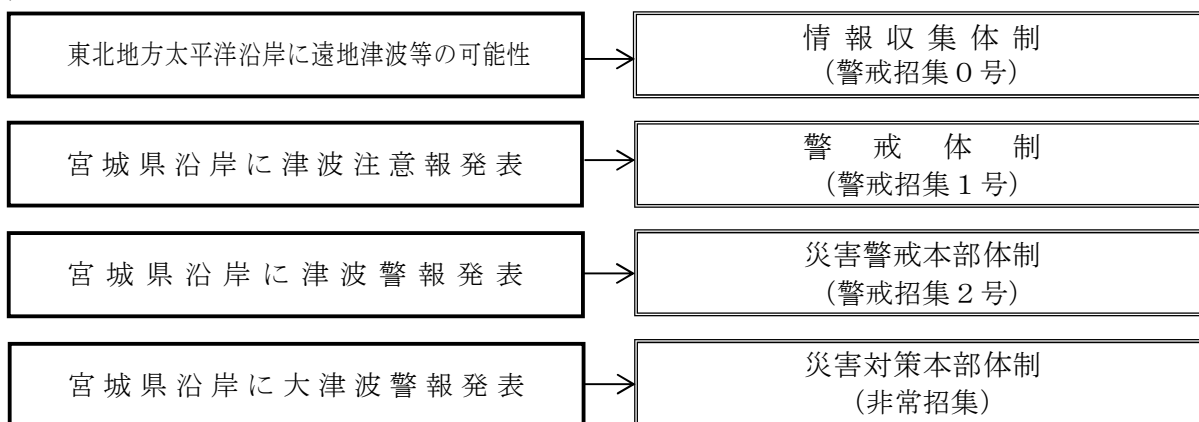 東北地方太平洋沿岸に遠地津波等の可能性
情報収集体制
（警戒招集０号）
宮城県沿岸に津波注意報発表
警戒体制
（警戒招集１号）
宮城県沿岸に津波警報発表
災害警戒本部体制
（警戒招集２号）
宮城県沿岸に大津波警報発表
災害対策本部体制
（非常招集）